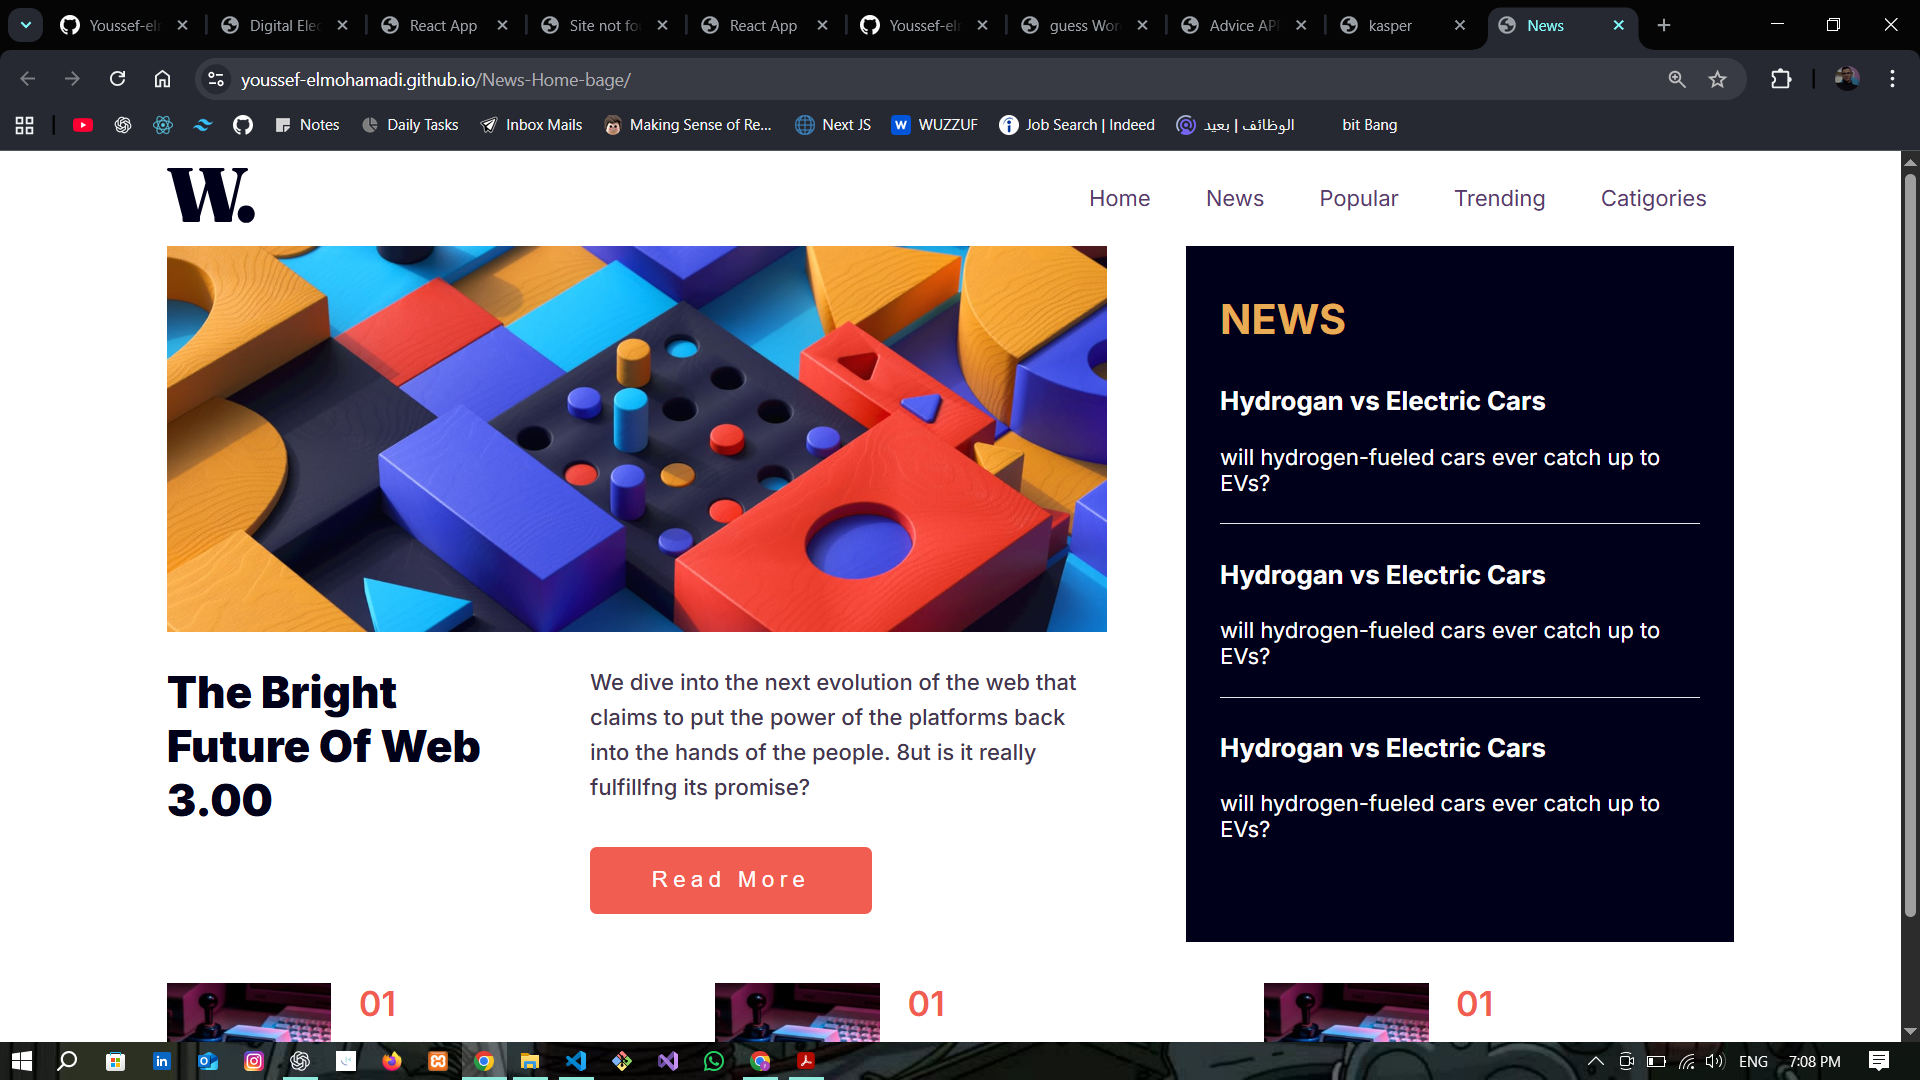 Youssef-el
Digital Elec
React App
Site not fo
React App
Youssef-el
guess Wor
Advice API
kasper
News
youssef-elmohamadi.github.io/News-Home-bage/
Notes
Daily Tasks
Inbox Mails
Making Sense of Re...
Next JS
WUZZUF
Job Search | Indeed
الوظائف | بعيد
bit Bang
W.
Home
News
Popular
Trending
Catigories
The Bright
Future Of Web
3.00
We dive into the next evolution of the web that
claims to put the power of the platforms back
into the hands of the people. 8ut is it really
fulfillfng its promise?
Read More
NEWS
Hydrogan vs Electric Cars
will hydrogen-fueled cars ever catch up to
EVs?
Hydrogan vs Electric Cars
will hydrogen-fueled cars ever catch up to
EVs?
Hydrogan vs Electric Cars
will hydrogen-fueled cars ever catch up to
EVs?
01
01
01
ENG
7:08 PM